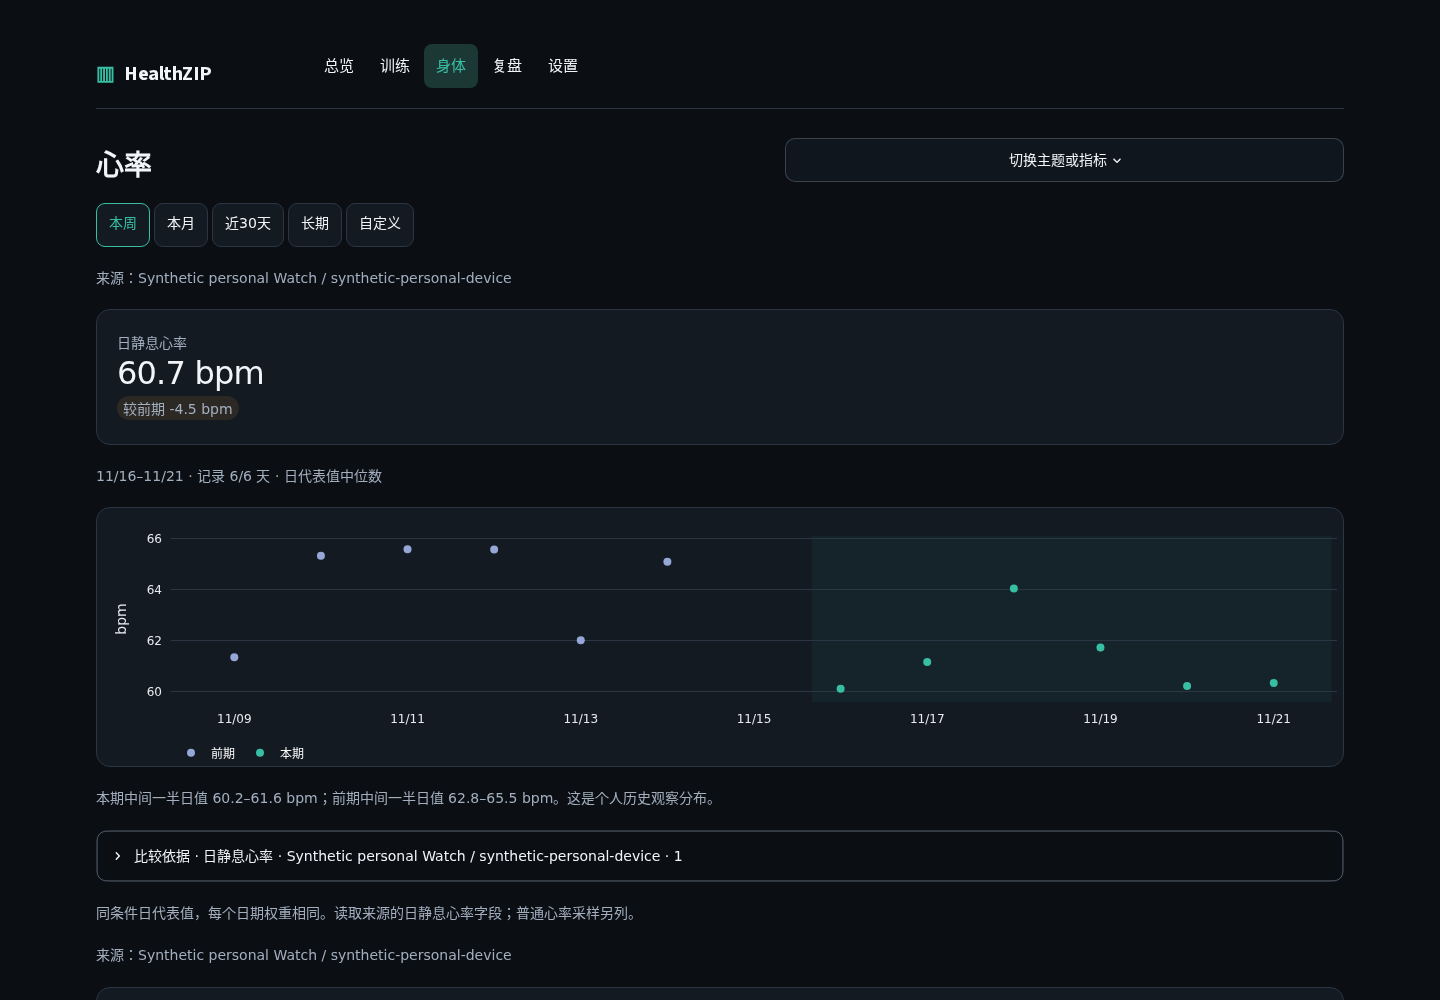 HealthZIP
总览 训练 身体 复盘 设置
心率
切换主题或指标
本周 本月 近30天 长期 自定义
来源：Synthetic personal Watch / synthetic-personal-device
日静息心率
60.7 bpm
较前期 -4.5 bpm
11/16–11/21 · 记录 6/6 天 · 日代表值中位数
66
64
62
60
bpm
11/09 11/11 11/13 11/15 11/17 11/19 11/21
前期 本期
本期中间一半日值 60.2–61.6 bpm；前期中间一半日值 62.8–65.5 bpm。这是个人历史观察分布。
比较依据 · 日静息心率 · Synthetic personal Watch / synthetic-personal-device · 1
同条件日代表值，每个日期权重相同。读取来源的日静息心率字段；普通心率采样另列。
来源：Synthetic personal Watch / synthetic-personal-device